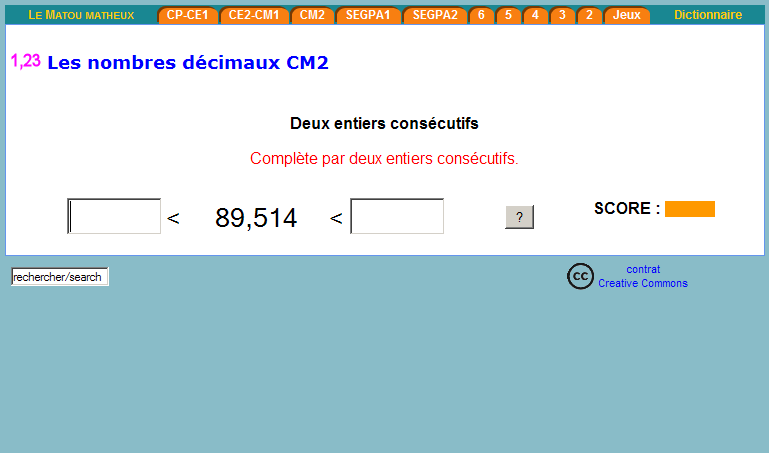 LE MATOU MATHEUX CP-CE1 CE2-CM1 CM2 SEGPA1 SEGPA2 6 5 4 3 2 Jeux Dictionnaire
1,23 Les nombres décimaux CM2
Deux entiers consécutifs
Complète par deux entiers consécutifs.
< 89,514 < ? SCORE :
rechercher/search cc contrat
Creative Commons